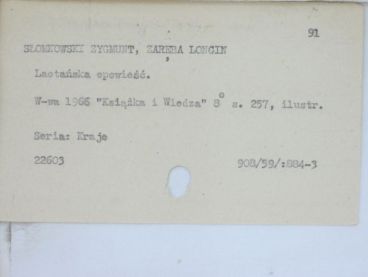 91
SŁOMKOWSKI ZYGMUNT, ZARĘBA LONGIN
Laotańska opowieść.
W-wa 1966 "Książka i Wiedza" 8° s. 257, ilustr.
Seria: Kraje
22603 908/59/:884-3